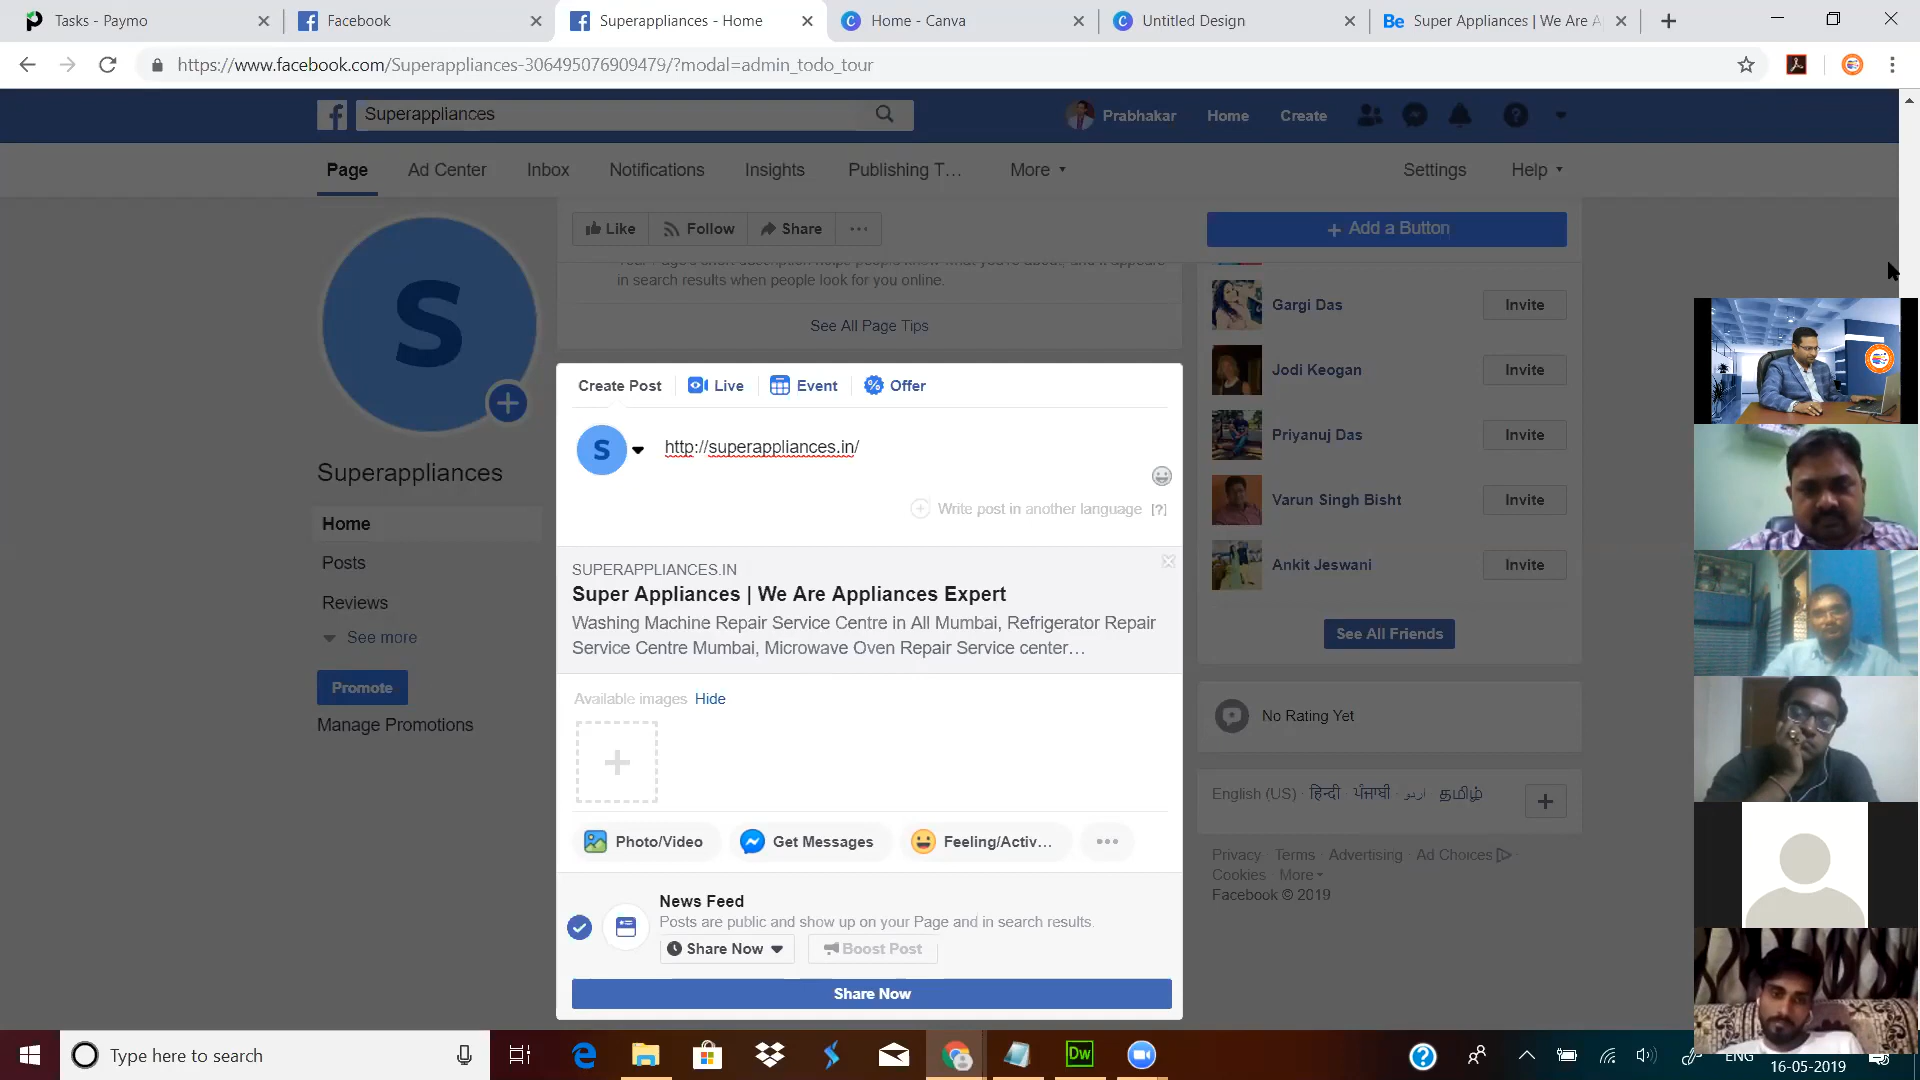 Tasks - Paymo
Facebook
Superappliances - Home
Home - Canva
Untitled Design
Be Super Appliances | We Are A
https://www.facebook.com/Superappliances-306495076909479/?modal=admin_todo_tour
Superappliances
Prabhakar
Home
Create
Page
Ad Center
Inbox
Notifications
Insights
Publishing T…
More
Settings
Help
Like
Follow
Share
+ Add a Button
in search results when people look for you online.
See All Page Tips
S
Superappliances
Home
Posts
Reviews
See more
Promote
Manage Promotions
Create Post
Live
Event
Offer
S
http://superappliances.in/
Write post in another language [?]
SUPERAPPLIANCES.IN
Super Appliances | We Are Appliances Expert
Washing Machine Repair Service Centre in All Mumbai, Refrigerator Repair
Service Centre Mumbai, Microwave Oven Repair Service center…
Available images Hide
Photo/Video
Get Messages
Feeling/Activ…
News Feed
Posts are public and show up on your Page and in search results.
Share Now
Boost Post
Share Now
Gargi Das
Invite
Jodi Keogan
Invite
Priyanuj Das
Invite
Varun Singh Bisht
Invite
Ankit Jeswani
Invite
See All Friends
No Rating Yet
English (US) · हिन्दी · ਪੰਜਾਬੀ · اردو · தமிழ்
Privacy · Terms · Advertising · Ad Choices ·
Cookies · More
Facebook © 2019
Type here to search
Dw
ENG
16-05-2019